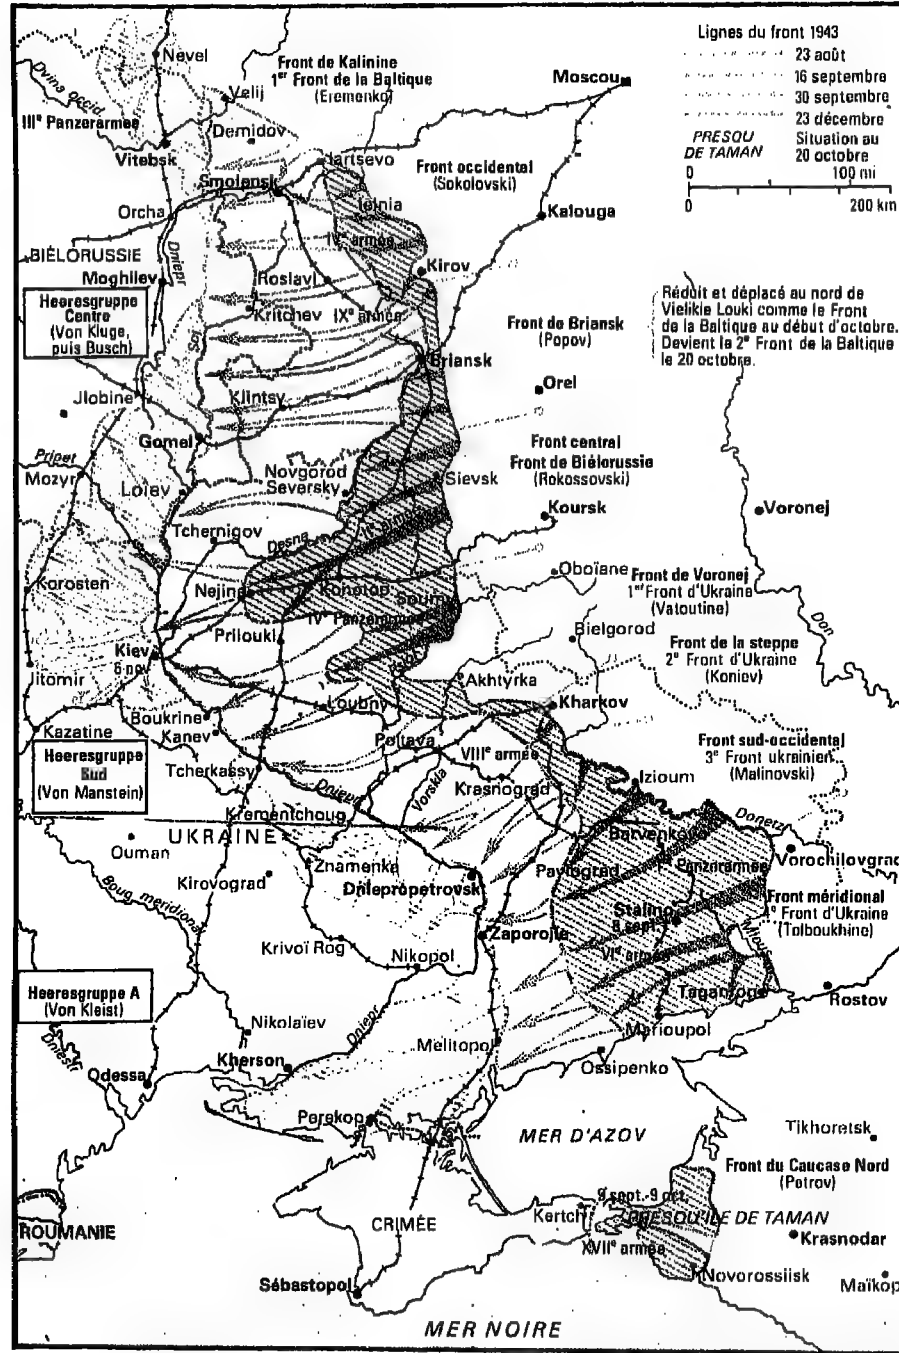 Lignes du front 1943
23 août
16 septembre
30 septembre
23 décembre
PRESQU
DE TAMAN
Situation au
20 octobre
0 100 mi
0 200 km
Nevel
Dvina occid
Front de Kalinine
1er Front de la Baltique
(Eremenko)
Moscou
Velij
IIIe Panzerarmee
Demidov
Vitebsk
Iartsevo
Front occidental
(Sokolovski)
Smolensk
Orcha
Ielnia
IVe armée
Kalouga
BIÉLORUSSIE
Dniepr
Moghilev
Roslavl
Kirov
Heeresgruppe
Centre
(Von Kluge,
puis Busch)
Kritchev
IXe armée
Soj
Réduit et déplacé au nord de
Vielikie Louki comme le Front
de la Baltique au début d'octobre.
Devient le 2e Front de la Baltique
le 20 octobre.
Front de Briansk
(Popov)
Briansk
Orel
Jlobine
Klintsy
Gomel
Front central
Front de Biélorussie
(Rokossovski)
Pripet
Mozyr
Loïev
Novgorod
Seversky
Sievsk
Koursk
Voronej
Tchernigov
Desna
IIe armée
Oboïane
Korosten
Nejine
Konotop
Soumy
IVe Panzerarmee
Front de Voronej
1er Front d'Ukraine
(Vatoutine)
Don
Prilouki
Bielgorod
Kiev
6 nov.
Front de la steppe
2e Front d'Ukraine
(Koniev)
Jitomir
Psiol
Akhtyrka
Loubny
Kharkov
Boukrine
Kanev
Kazatine
Poltava
VIIIe armée
Front sud-occidental
3e Front ukrainien
(Malinovski)
Heeresgruppe
Sud
(Von Manstein)
Tcherkassy
Vorskla
Krasnograd
Izioum
Dniepr
Krementchoug
Donetz
UKRAINE
Barvenkovo
Ouman
Znamenka
Pavlograd
Panzerarmee
Vorochilovgrad
Kirovograd
Dniepropetrovsk
Boug meridional
Stalino
8 sept.
Front méridional
4e Front d'Ukraine
(Tolboukhine)
Zaporojie
Krivoï Rog
VIe armée
Mious
Nikopol
Heeresgruppe A
(Von Kleist)
Taganrog
Rostov
Nikolaïev
Dniepr
Marioupol
Dniestr
Kherson
Melitopol
Ossipenko
Odessa
Perekop
MER D'AZOV
Tikhoretsk
Front du Caucase Nord
(Petrov)
9 sept.-9 oct.
ROUMANIE
CRIMÉE
Kertch
PRESQU'ILE DE TAMAN
XVIIe armée
Krasnodar
Sébastopol
Novorossiisk
Maïkop
MER NOIRE